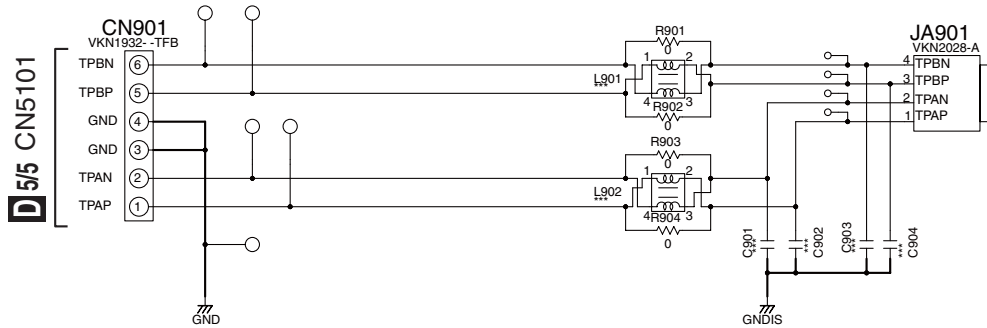 CN901
VKN1932- -TFB
D 5/5 CN5101
TPBN 6
TPBP 5
GND 4
GND 3
TPAN 2
TPAP 1
GND
R901
0
1 2
L901
***
4 3
R902
0
R903
0
1 2
L902
***
4 3
R904
0
JA901
VKN2028-A
4 TPBN
3 TPBP
2 TPAN
1 TPAP
C901
***
***
C902
C903
***
***
C904
GNDIS